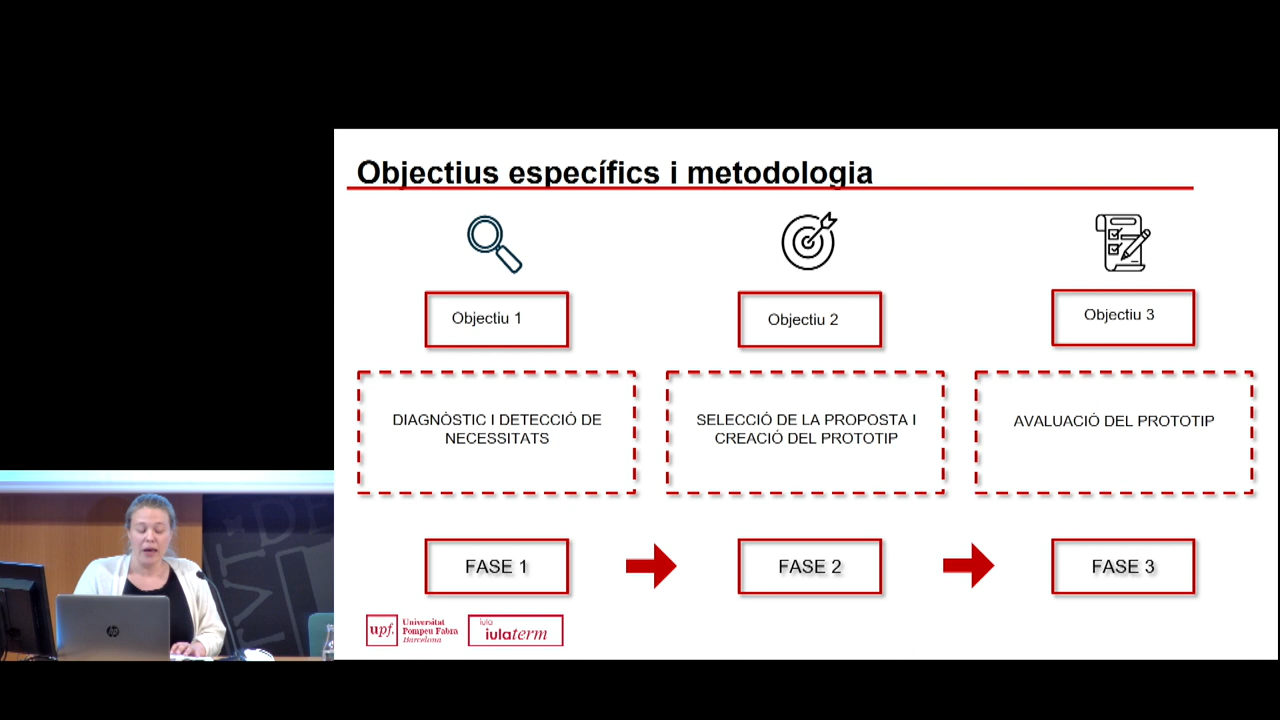 Objectius específics i metodologia
Objectiu 1
Objectiu 2
Objectiu 3
DIAGNÒSTIC I DETECCIÓ DE
NECESSITATS
SELECCIÓ DE LA PROPOSTA I
CREACIÓ DEL PROTOTIP
AVALUACIÓ DEL PROTOTIP
FASE 1
FASE 2
FASE 3
upf.
Universitat
Pompeu Fabra
Barcelona
iula
iulaterm
hp